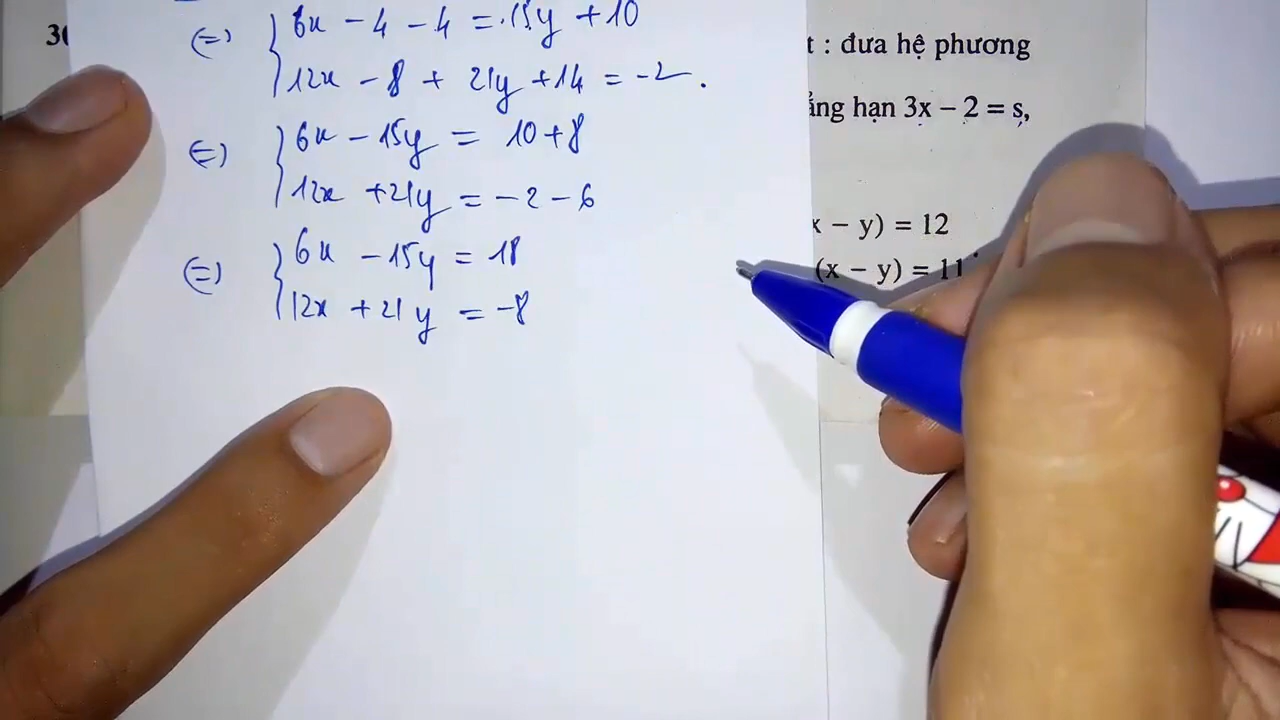 30
(=) { 6x - 4 - 4 = 15y + 10
12x - 8 + 21y + 14 = -2.
(=) { 6x - 15y = 10 + 8
12x + 21y = -2 - 6
(=) { 6x - 15y = 18
12x + 21y = -8
t : đưa hệ phương
ẳng hạn 3x – 2 = s,
x – y) = 12
(x – y) = 11